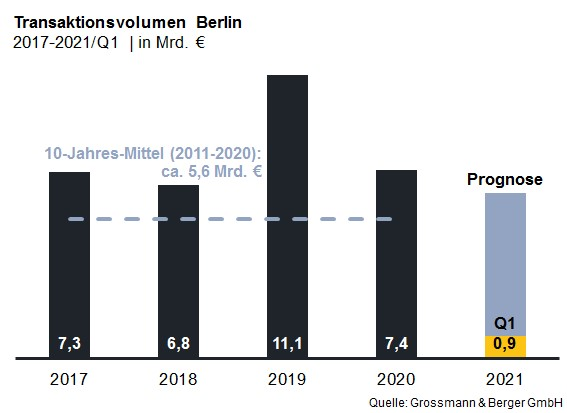 Transaktionsvolumen Berlin
2017-2021/Q1 | in Mrd. €
10-Jahres-Mittel (2011-2020):
ca. 5,6 Mrd. €
Prognose
Q1
7,3 6,8 11,1 7,4 0,9
2017 2018 2019 2020 2021
Quelle: Grossmann & Berger GmbH